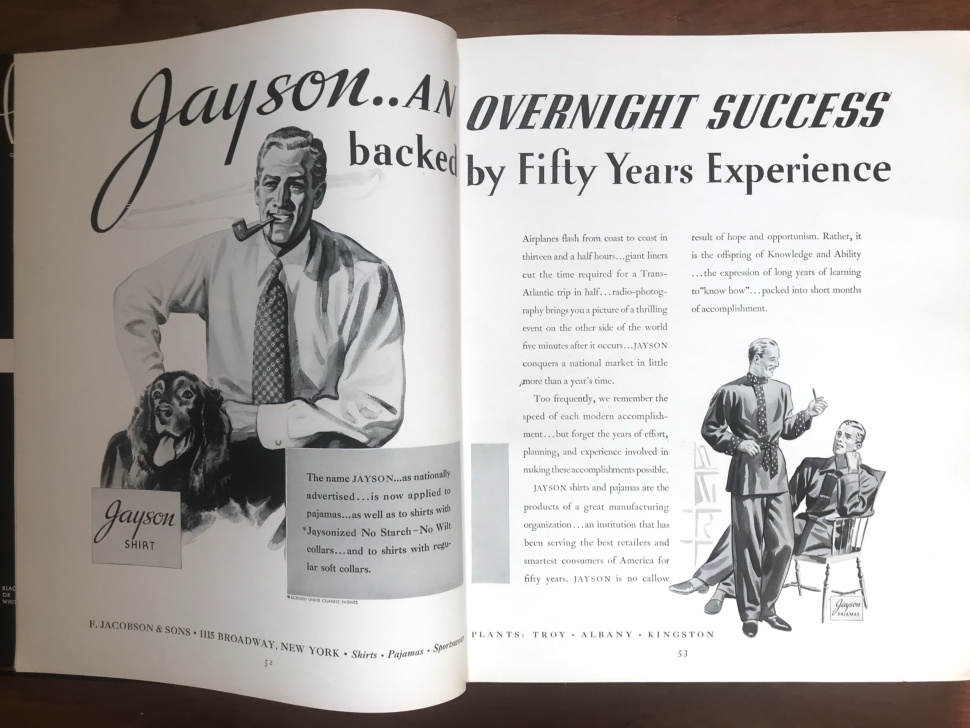 Jayson..AN OVERNIGHT SUCCESS
backed by Fifty Years Experience
Jayson
SHIRT
The name JAYSON...as nationally
advertised...is now applied to
pajamas...as well as to shirts with
*Jaysonized No Starch—No Wilt
collars...and to shirts with regu-
lar soft collars.
*LICENSED UNDER CELANESE PATENTS
F. JACOBSON & SONS • 1115 BROADWAY, NEW YORK • Shirts • Pajamas • Sportswear
52
BLAC
OR
WHIT
Airplanes flash from coast to coast in
thirteen and a half hours...giant liners
cut the time required for a Trans-
Atlantic trip in half...radio-photog-
raphy brings you a picture of a thrilling
event on the other side of the world
five minutes after it occurs...JAYSON
conquers a national market in little
more than a year's time.
Too frequently, we remember the
speed of each modern accomplish-
ment...but forget the years of effort,
planning, and experience involved in
making these accomplishments possible.
JAYSON shirts and pajamas are the
products of a great manufacturing
organization...an institution that has
been serving the best retailers and
smartest consumers of America for
fifty years. JAYSON is no callow
result of hope and opportunism. Rather, it
is the offspring of Knowledge and Ability
...the expression of long years of learning
to "know how"...packed into short months
of accomplishment.
Jayson
PAJAMAS
PLANTS: TROY • ALBANY • KINGSTON
53